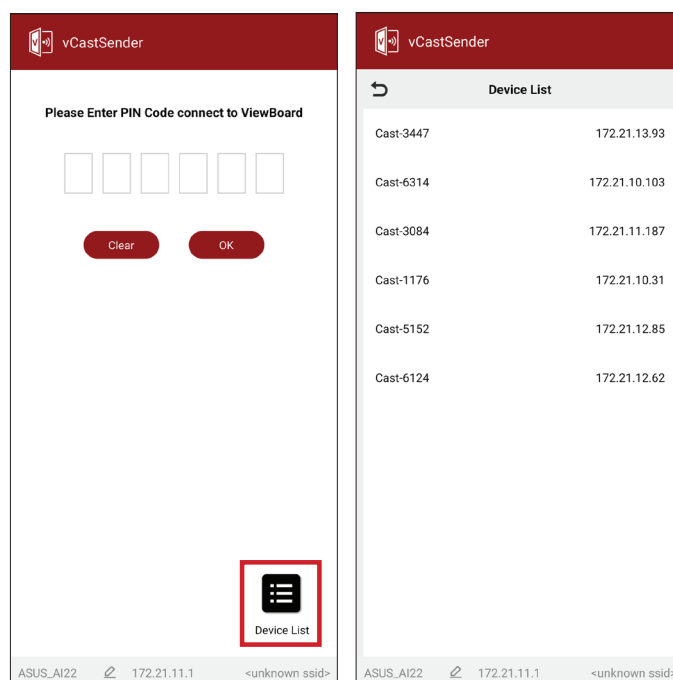 vCastSender
Please Enter PIN Code connect to ViewBoard
Clear OK
Device List
ASUS_AI22 172.21.11.1 <unknown ssid>
vCastSender
Device List
Cast-3447 172.21.13.93
Cast-6314 172.21.10.103
Cast-3084 172.21.11.187
Cast-1176 172.21.10.31
Cast-5152 172.21.12.85
Cast-6124 172.21.12.62
ASUS_AI22 172.21.11.1 <unknown ssid>